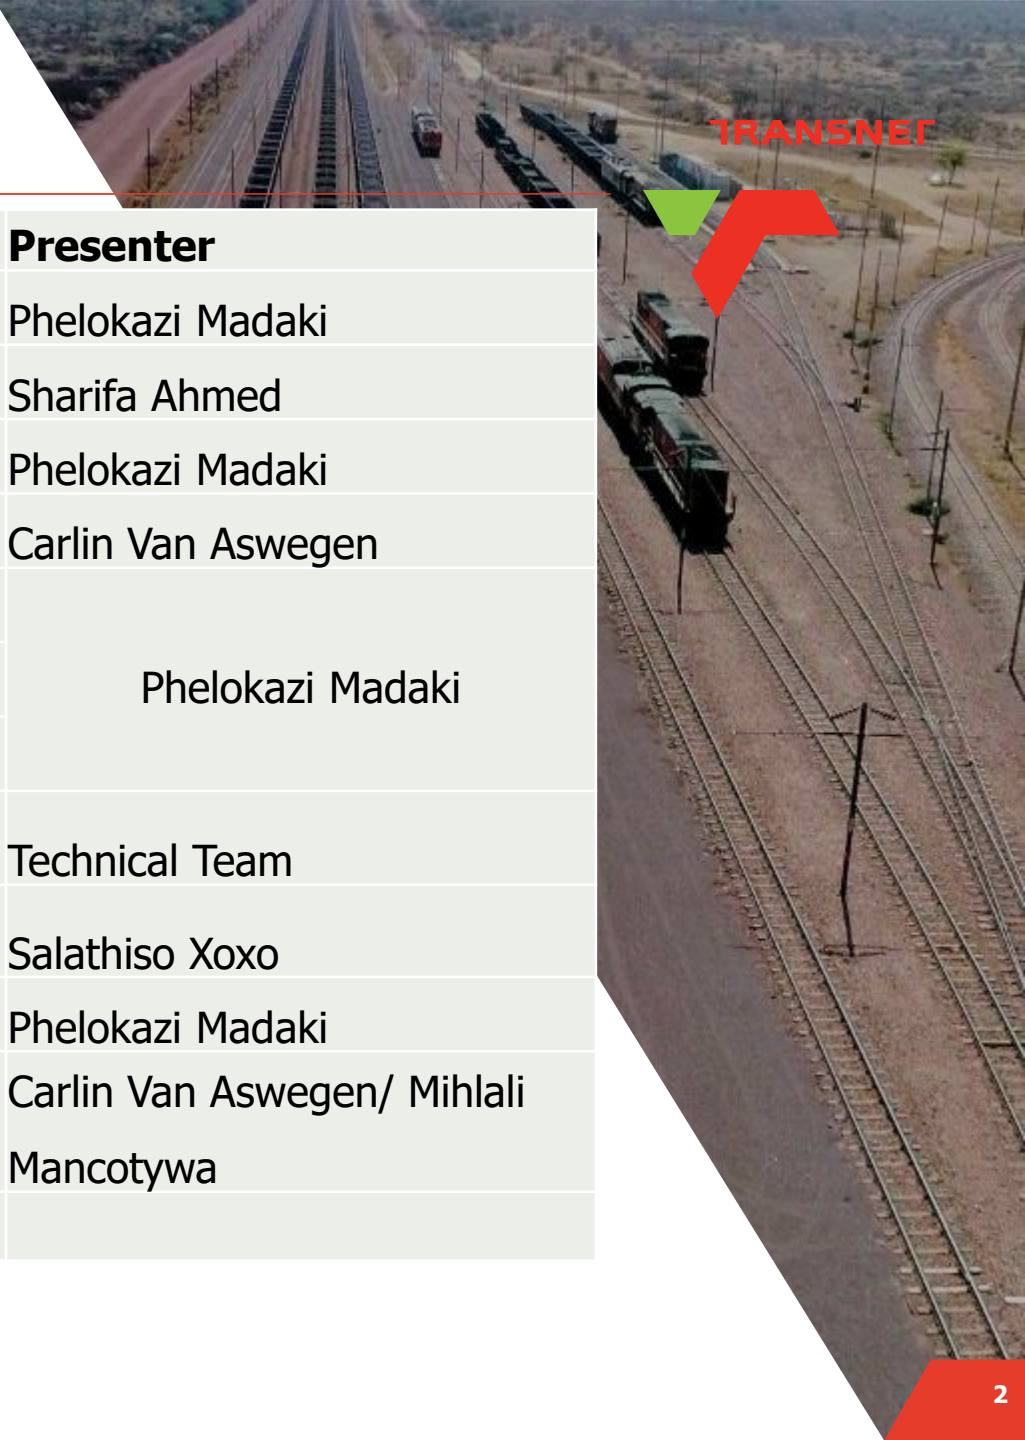 TRANSNET
Presenter
Phelokazi Madaki
Sharifa Ahmed
Phelokazi Madaki
Carlin Van Aswegen
Phelokazi Madaki
Technical Team
Salathiso Xoxo
Phelokazi Madaki
Carlin Van Aswegen/ Mihlali
Mancotywa
2